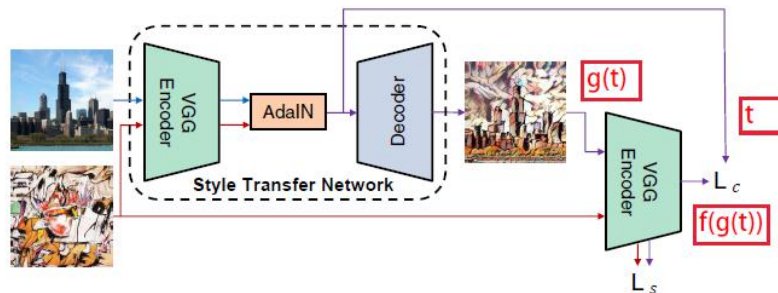 g(t)
VGG
Encoder
AdaIN
Decoder
t
VGG
Encoder
L c
Style Transfer Network
f(g(t))
L s